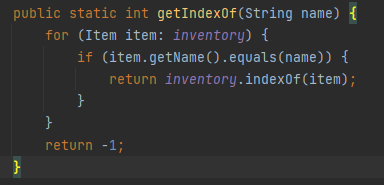 public static int getIndexOf(String name) {
    for (Item item: inventory) {
        if (item.getName().equals(name)) {
            return inventory.indexOf(item);
        }
    }
    return -1;
}